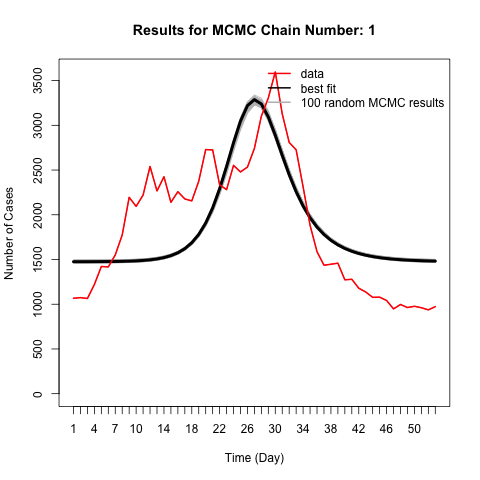 Results for MCMC Chain Number: 1
data
best fit
100 random MCMC results
Number of Cases
3500
3000
2500
2000
1500
1000
500
0
1 4 7 10 14 18 22 26 30 34 38 42 46 50
Time (Day)